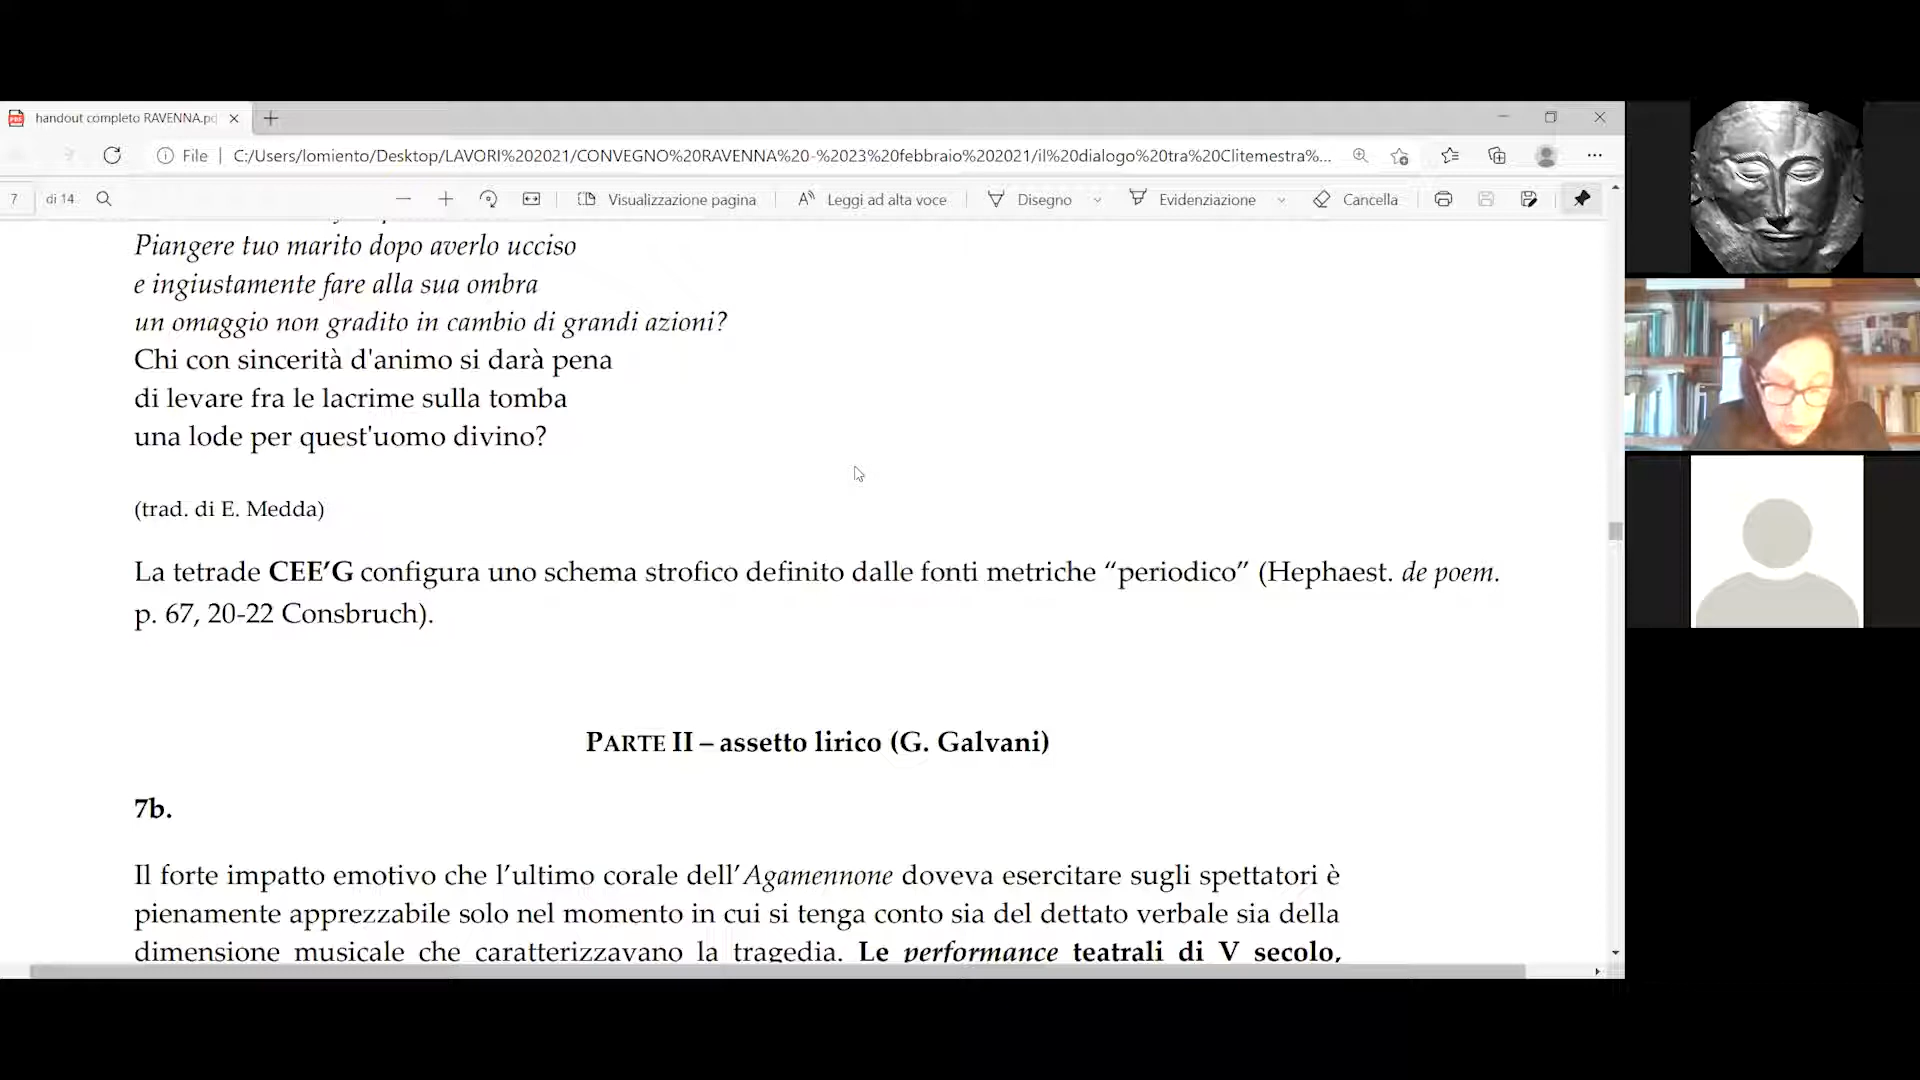 handout completo RAVENNA.pd
File
C:/Users/lomiento/Desktop/LAVORI%202021/CONVEGNO%20RAVENNA%20-%2023%20febbraio%202021/il%20dialogo%20tra%20Clitemestra%...
7 di 14
Visualizzazione pagina
Leggi ad alta voce
Disegno
Evidenziazione
Cancella
Piangere tuo marito dopo averlo ucciso
e ingiustamente fare alla sua ombra
un omaggio non gradito in cambio di grandi azioni?
Chi con sincerità d'animo si darà pena
di levare fra le lacrime sulla tomba
una lode per quest'uomo divino?
(trad. di E. Medda)
La tetrade CEE’G configura uno schema strofico definito dalle fonti metriche “periodico” (Hephaest. de poem.
p. 67, 20-22 Consbruch).
PARTE II – assetto lirico (G. Galvani)
7b.
Il forte impatto emotivo che l’ultimo corale dell’Agamennone doveva esercitare sugli spettatori è
pienamente apprezzabile solo nel momento in cui si tenga conto sia del dettato verbale sia della
dimensione musicale che caratterizzavano la tragedia. Le performance teatrali di V secolo,